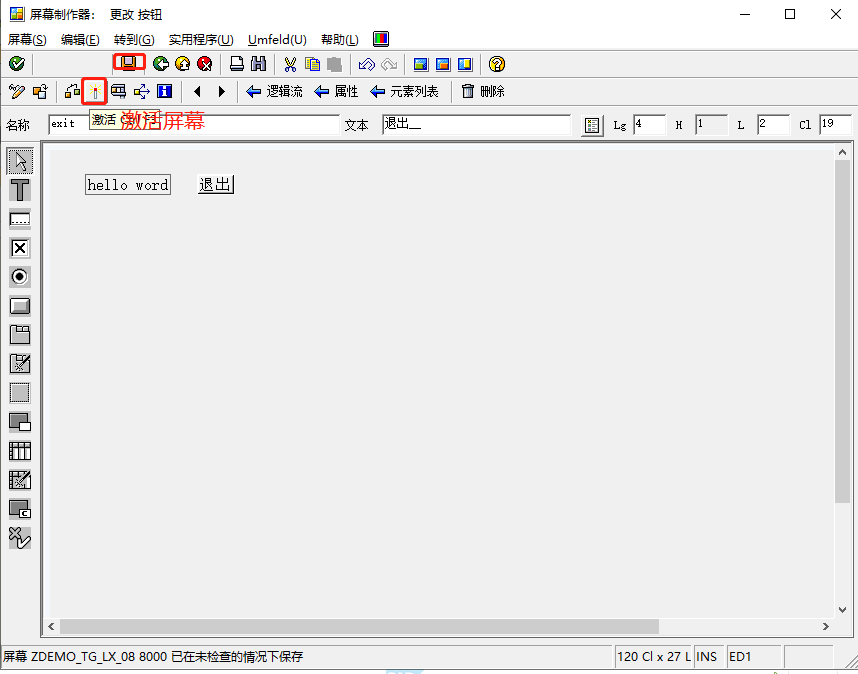 屏幕制作器： 更改 按钮
屏幕(S) 编辑(E) 转到(G) 实用程序(U) Umfeld(U) 帮助(L)
逻辑流 属性 元素列表 删除
名称 exit 文本 退出__ Lg 4 H 1 L 2 Cl 19
激活
激活屏幕
hello word 退出
屏幕 ZDEMO_TG_LX_08 8000 已在未检查的情况下保存 120 Cl x 27 L INS ED1